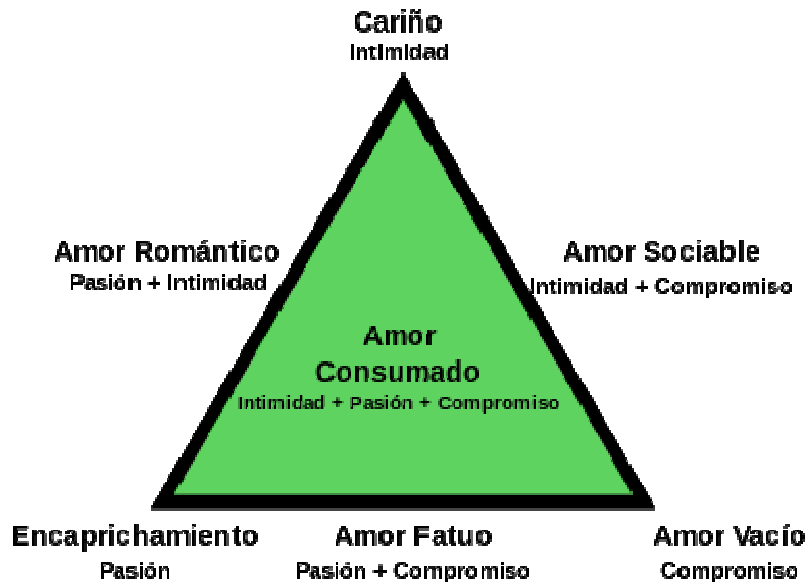 Cariño
Intimidad
Amor Romántico
Pasión + Intimidad
Amor Sociable
Intimidad + Compromiso
Amor
Consumado
Intimidad + Pasión + Compromiso
Encaprichamiento
Pasión
Amor Fatuo
Pasión + Compromiso
Amor Vacío
Compromiso